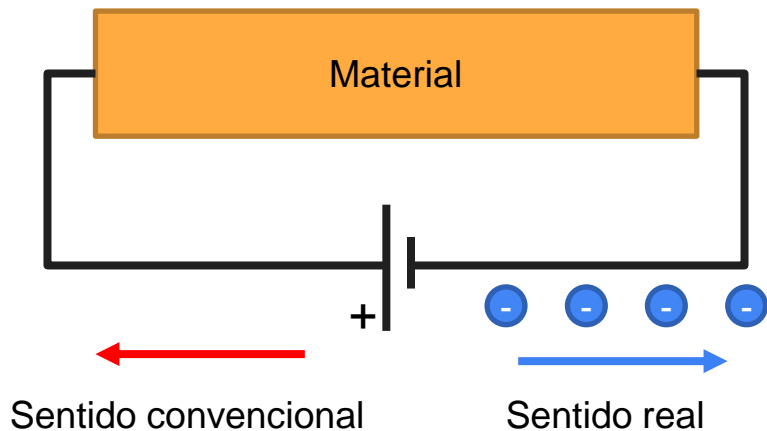 Material
- - - -
+
Sentido convencional
Sentido real